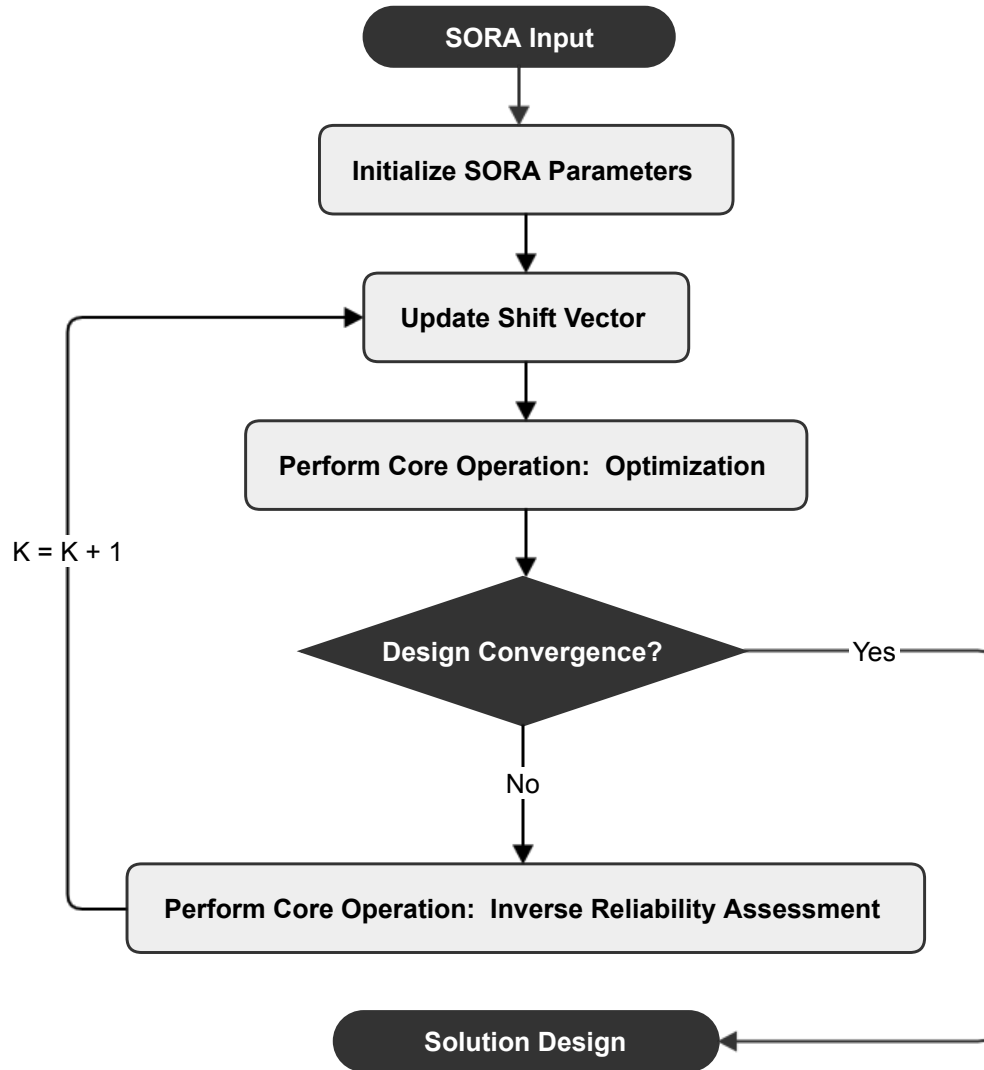 SORA Input
Initialize SORA Parameters
Update Shift Vector
Perform Core Operation:  Optimization
K = K + 1
Design Convergence?
Yes
No
Perform Core Operation:  Inverse Reliability Assessment
Solution Design